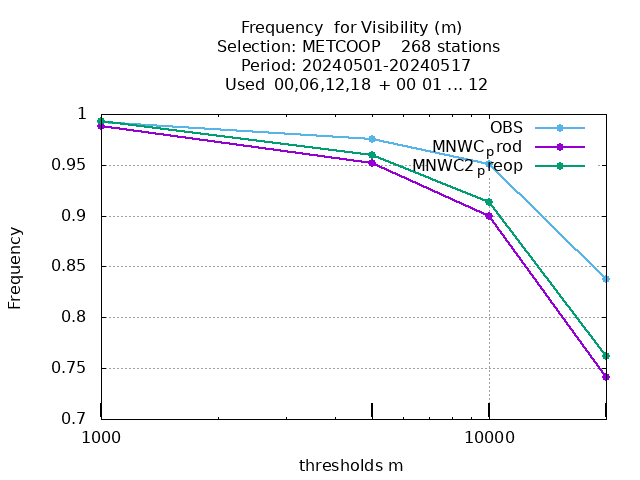 Frequency  for Visibility (m)
Selection: METCOOP    268 stations
Period: 20240501-20240517
Used  00,06,12,18 + 00 01 ... 12
1
0.95
0.9
0.85
0.8
0.75
0.7
Frequency
OBS
MNWC_prod
MNWC2_preop
1000
10000
thresholds m